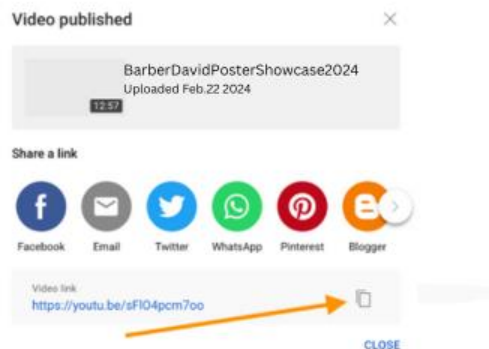 Video published
BarberDavidPosterShowcase2024
Uploaded Feb.22 2024
12:57
Share a link
Facebook Email Twitter WhatsApp Pinterest Blogger
Video link
https://youtu.be/sFlO4pcm7oo
CLOSE